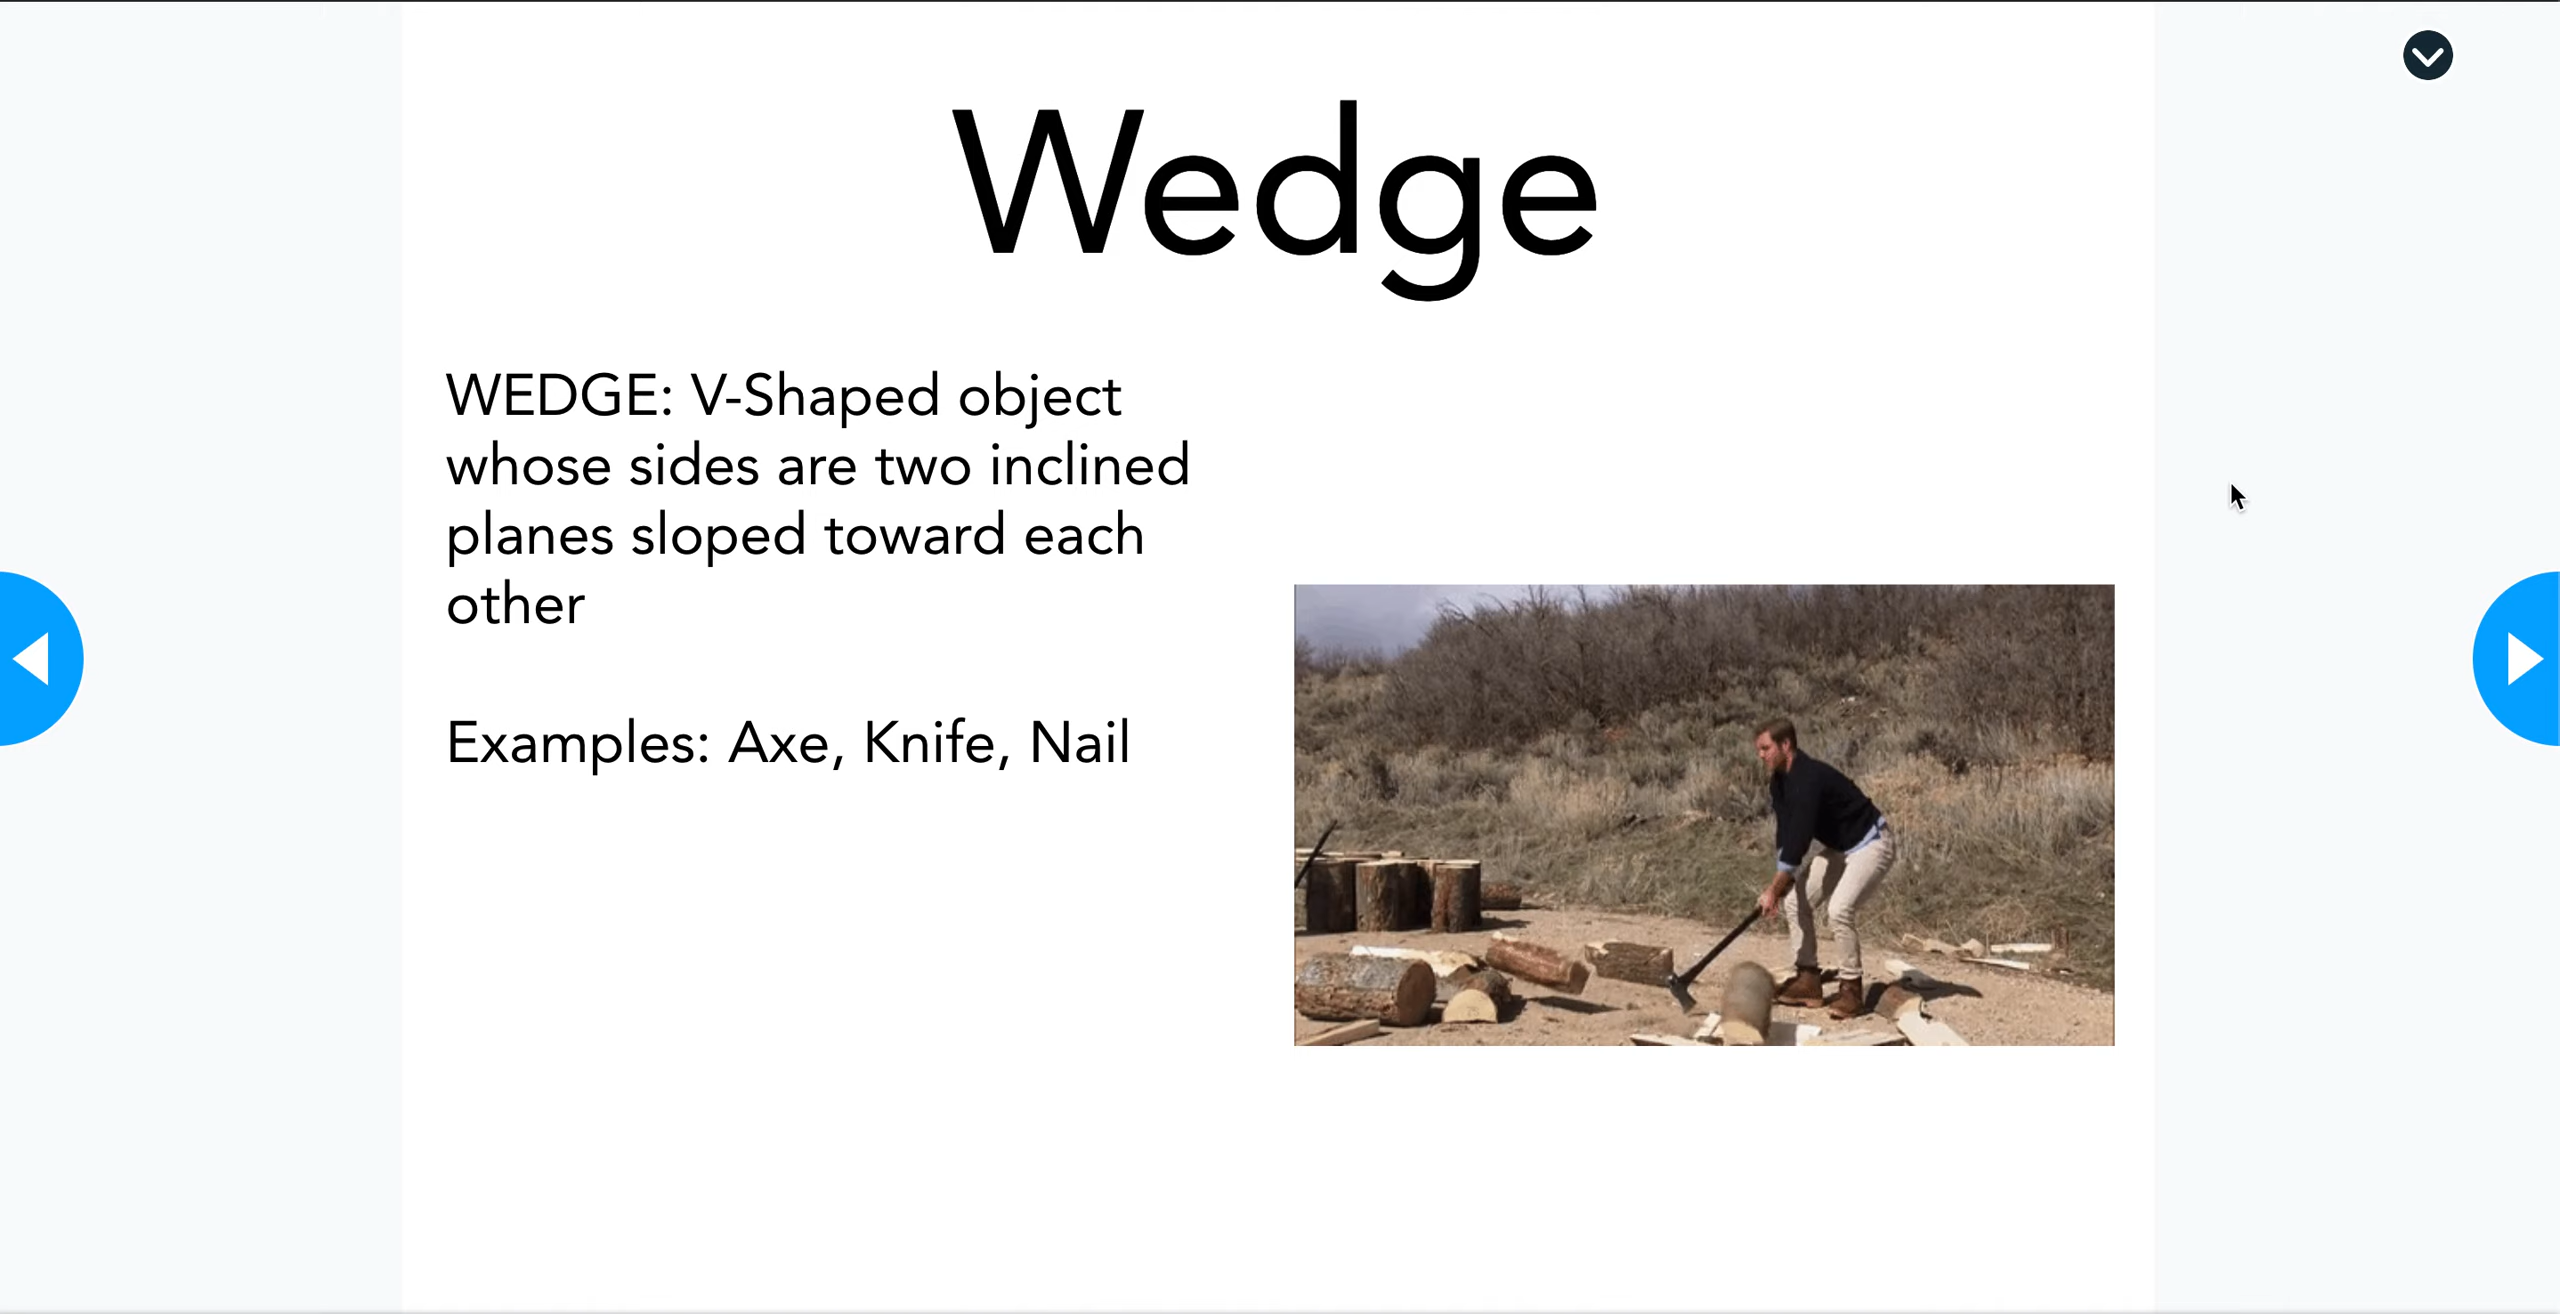 Wedge
WEDGE: V-Shaped object
whose sides are two inclined
planes sloped toward each
other
Examples: Axe, Knife, Nail